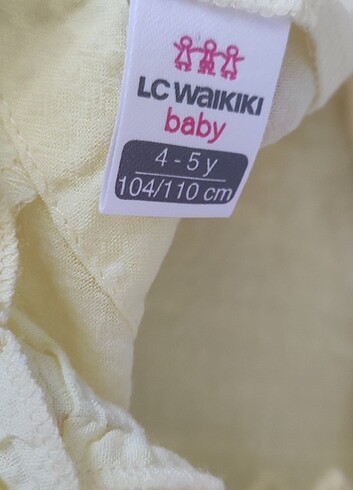 LC WAIKIKI
baby
4 - 5 y
104/110 cm